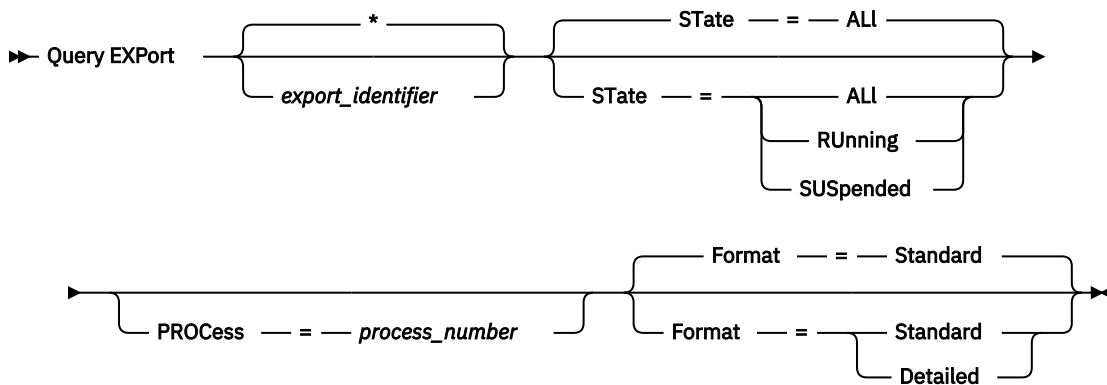 *
STate = ALl
Query EXPort
export_identifier
STate = ALl
RUnning
SUSpended
Format = Standard
PROCess = process_number
Format = Standard
Detailed